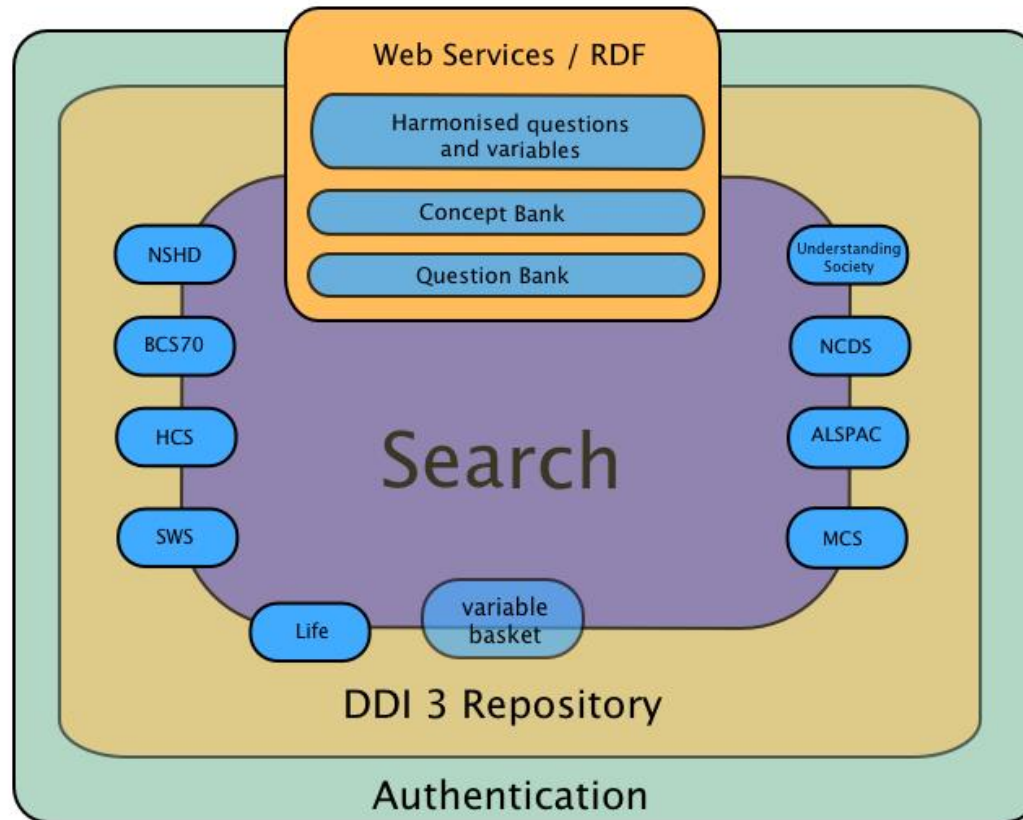 Web Services / RDF
Harmonised questions
and variables
Concept Bank
Question Bank
NSHD
Understanding
Society
BCS70
NCDS
HCS
ALSPAC
Search
SWS
MCS
Life
variable
basket
DDI 3 Repository
Authentication